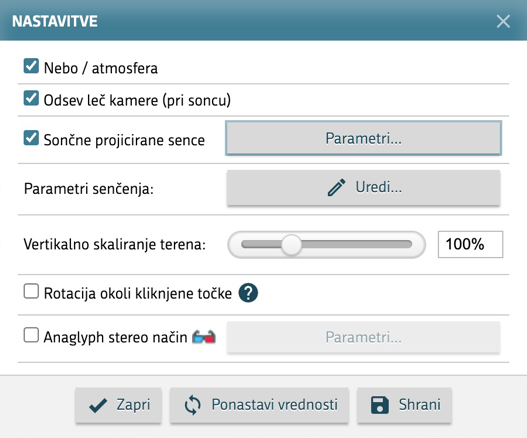 NASTAVITVE
Nebo / atmosfera
Odsev leč kamere (pri soncu)
Sončne projicirane sence
Parametri...
Parametri senčenja:
Uredi...
Vertikalno skaliranje terena:
100%
Rotacija okoli kliknjene točke ?
Anaglyph stereo način
Parametri...
Zapri
Ponastavi vrednosti
Shrani